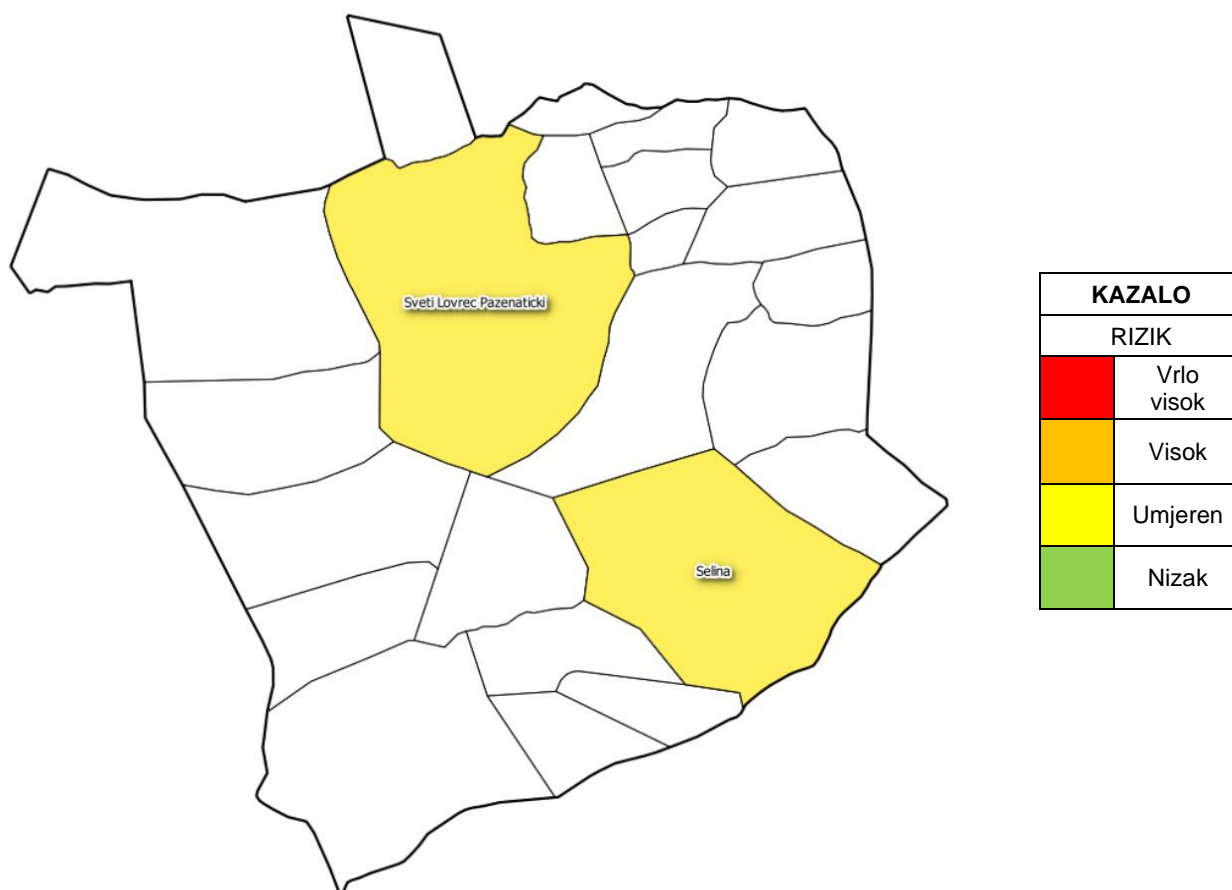 Sveti Lovrec Pazenaticki
Selina
KAZALO
RIZIK
Vrlo
visok
Visok
Umjeren
Nizak